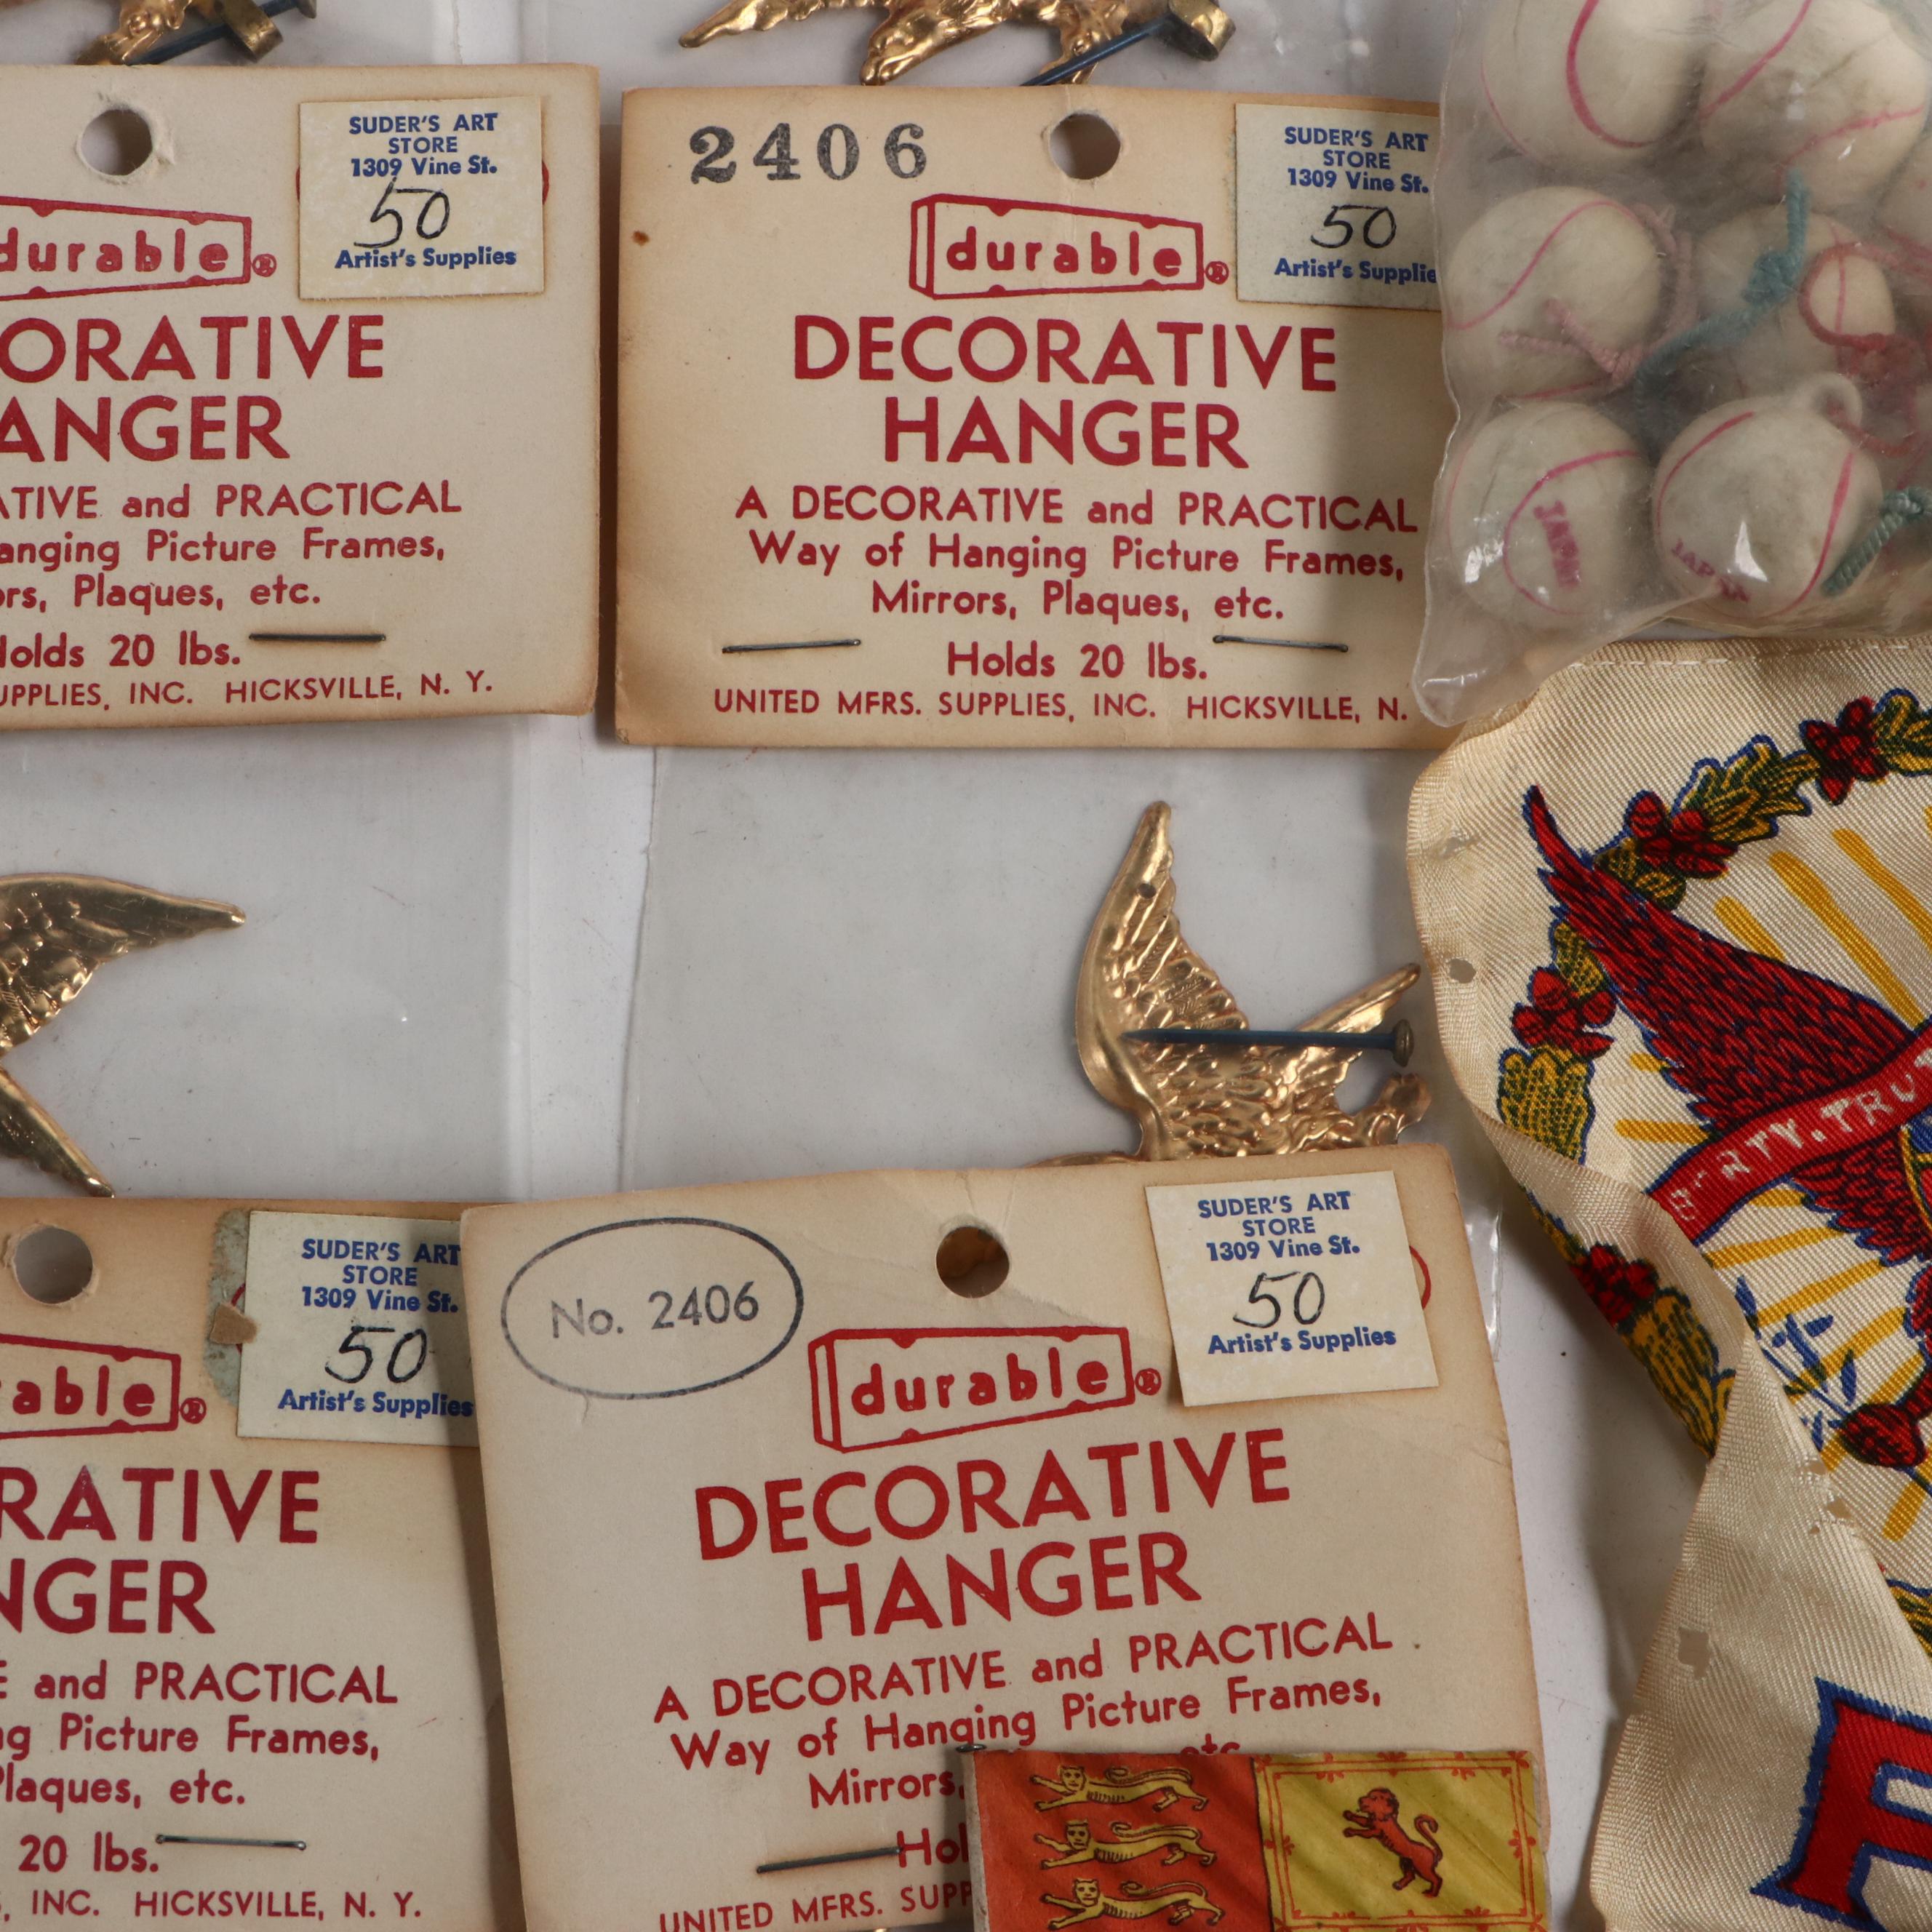 SUDER'S ART
STORE
1309 Vine St.
50
Artist's Supplies
durable®
ORATIVE
ANGER
and PRACTICAL
Picture Frames,
Plaques, etc.
20 lbs.
INC. HICKSVILLE, N. Y.
2406
SUDER'S ART
STORE
1309 Vine St.
50
Artist's Supplie
durable®
DECORATIVE
HANGER
A DECORATIVE and PRACTICAL
Way of Hanging Picture Frames,
Mirrors, Plaques, etc.
Holds 20 lbs.
UNITED MFRS. SUPPLIES, INC. HICKSVILLE, N.
JAPAN
JAPAN
SUDER'S ART
STORE
1309 Vine St.
50
Artist's Supplies
able®
RATIVE
NGER
and PRACTICAL
Picture Frames,
Plaques, etc.
20 lbs.
INC. HICKSVILLE, N. Y.
No. 2406
SUDER'S ART
STORE
1309 Vine St.
50
Artist's Supplies
durable®
DECORATIVE
HANGER
A DECORATIVE and PRACTICAL
Way of Hanging Picture Frames,
Mirrors, etc
Hol
UNITED MFRS. SUPP